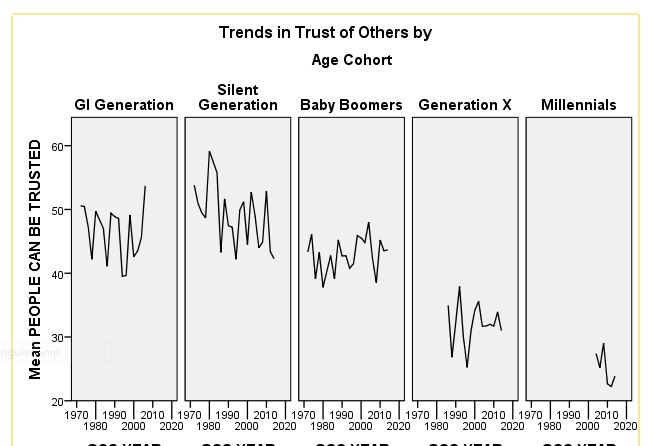 Trends in Trust of Others by
Age Cohort
GI Generation
Silent
Generation
Baby Boomers
Generation X
Millennials
Mean PEOPLE CAN BE TRUSTED
60
50
40
30
20
1970 1990 2010
1980 2000 2020
1970 1990 2010
1980 2000 2020
1970 1990 2010
1980 2000 2020
1970 1990 2010
1980 2000 2020
1970 1990 2010
1980 2000 2020